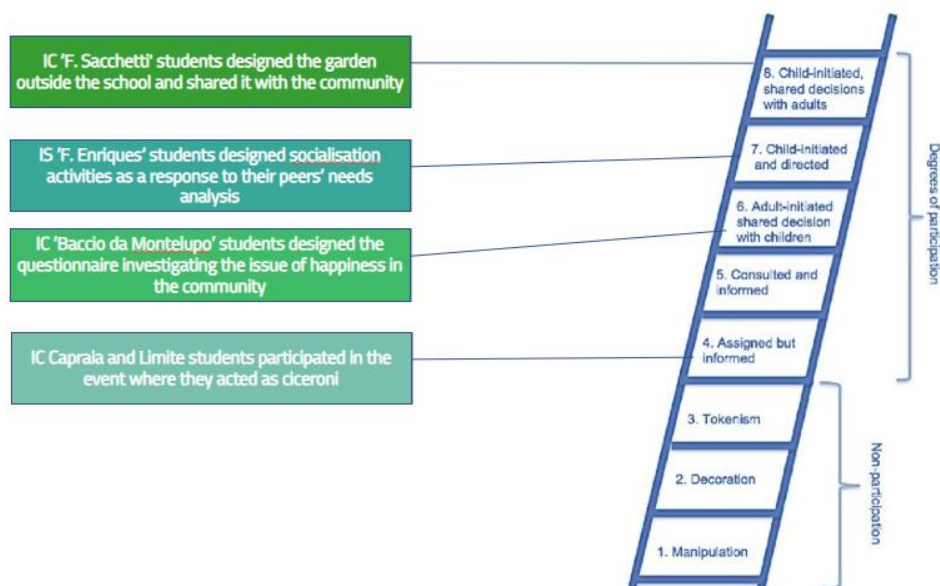 IC ‘F. Sacchetti’ students designed the garden
outside the school and shared it with the community
IS ‘F. Enriques’ students designed socialisation
activities as a response to their peers’ needs
analysis
IC ‘Baccio da Montelupo’ students designed the
questionnaire investigating the issue of happiness in
the community
IC Capraia and Limite students participated in the
event where they acted as ciceroni
8. Child-initiated,
shared decisions
with adults
7. Child-initiated
and directed
6. Adult-initiated
shared decision
with children
5. Consulted and
informed
4. Assigned but
informed
3. Tokenism
2. Decoration
1. Manipulation
Degrees of participation
Non-participation